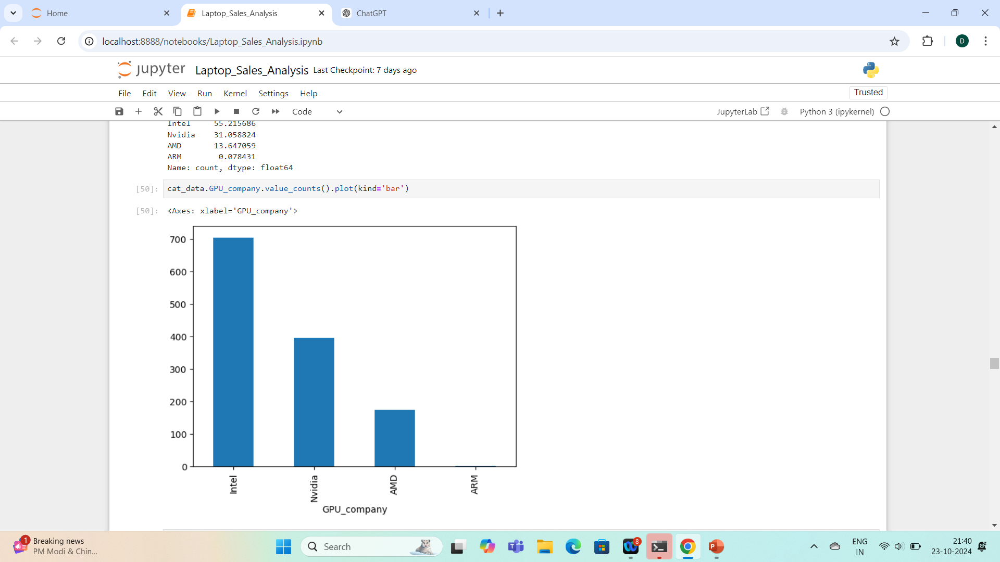 Home
Laptop_Sales_Analysis
ChatGPT
localhost:8888/notebooks/Laptop_Sales_Analysis.ipynb
D
jupyter Laptop_Sales_Analysis Last Checkpoint: 7 days ago
File Edit View Run Kernel Settings Help
Trusted
Code
JupyterLab
Python 3 (ipykernel)
Intel 55.215686
Nvidia 31.058824
AMD 13.647059
ARM 0.078431
Name: count, dtype: float64
[50]: cat_data.GPU_company.value_counts().plot(kind='bar')
[50]: <Axes: xlabel='GPU_company'>
700
600
500
400
300
200
100
0
Intel
Nvidia
AMD
ARM
GPU_company
1
Breaking news
PM Modi & Chin...
Search
8
ENG
IN
21:40
23-10-2024